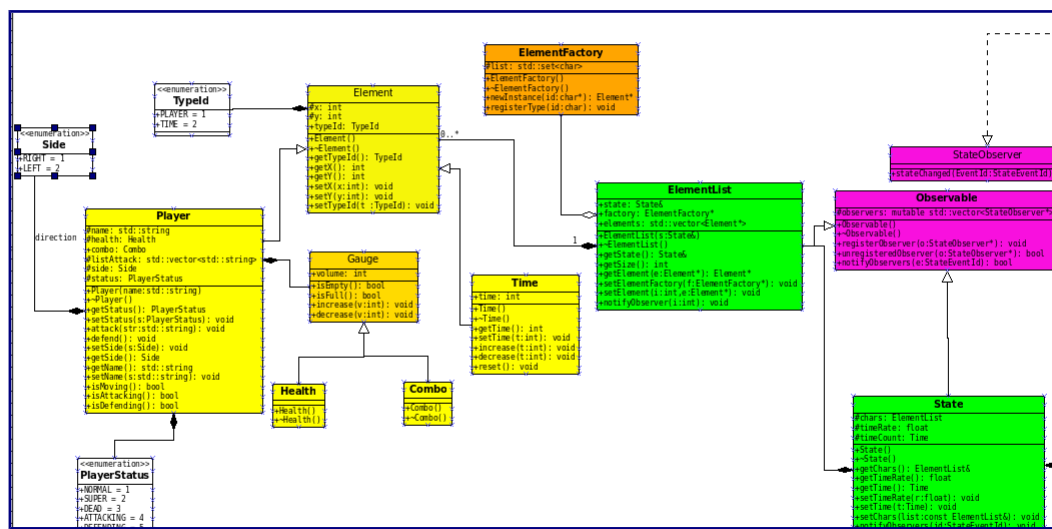 <<enumeration>>
Side
+RIGHT = 1
+LEFT = 2
<<enumeration>>
TypeId
+PLAYER = 1
+TIME = 2
Element
#x: int
#y: int
+typeId: TypeId
+Element()
+~Element()
+getTypeId(): TypeId
+getX(): int
+getY(): int
+setX(x:int): void
+setY(y:int): void
+setTypeId(t :TypeId): void
ElementFactory
#list: std::set<char>
+ElementFactory()
+~ElementFactory()
+newInstance(id:char*): Element*
+registerType(id:char): void
0..*
1
StateObserver
+stateChanged(EventId:StateEventId)
Observable
#observers: mutable std::vector<StateObserver*>
+Observable()
+~Observable()
+registerObserver(o:StateObserver*): void
+unregisteredObserver(o:StateObserver*): bool
+notifyObservers(e:StateEventId): bool
ElementList
+state: State&
+factory: ElementFactory*
+elements: std::vector<Element*>
+ElementList(s:State&)
+~ElementList()
+getState(): State&
+getSize(): int
+getElement(e:Element*): Element*
+setElementFactory(f:ElementFactory*): void
+setElement(i:int,e:Element*): void
+notifyObserver(i:int): void
direction
Player
#name: std::string
#health: Health
+combo: Combo
#listAttack: std::vector<std::string>
#side: Side
#status: PlayerStatus
+Player(name:std::string)
+~Player()
+getStatus(): PlayerStatus
+setStatus(s:PlayerStatus): void
+attack(str:std::string): void
+defend(): void
+setSide(s:Side): void
+getSide(): Side
+getName(): std::string
+setName(s:std::string): void
+isMoving(): bool
+isAttacking(): bool
+isDefending(): bool
Gauge
+volume: int
+isEmpty(): bool
+isFull(): bool
+increase(v:int): void
+decrease(v:int): void
Time
+time: int
+Time()
+~Time()
+getTime(): int
+setTime(t:int): void
+increase(t:int): void
+decrease(t:int): void
+reset(): void
Health
+Health()
+~Health()
Combo
+Combo()
+~Combo()
State
#chars: ElementList
#timeRate: float
#timeCount: Time
+State()
+~State()
+getChars(): ElementList&
+getTimeRate(): float
+getTime(): Time
+setTimeRate(r:float): void
+setTime(t:Time): void
+setChars(list:const ElementList&): void
+notifyObservers(id:StateEventId): void
<<enumeration>>
PlayerStatus
+NORMAL = 1
+SUPER = 2
+DEAD = 3
+ATTACKING = 4
+DEFENDING = 5